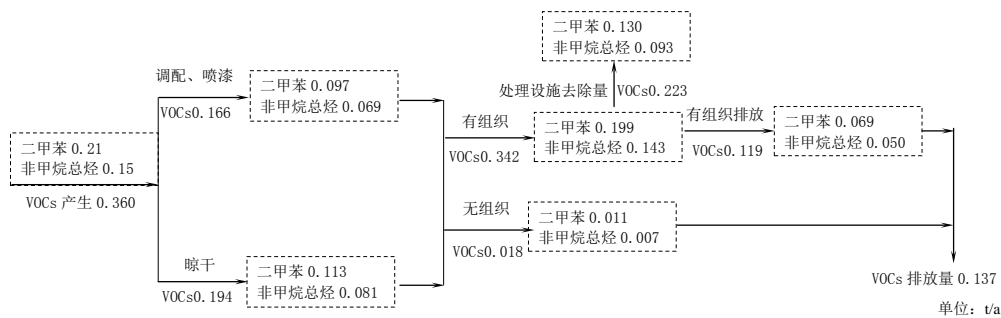 二甲苯 0.130
非甲烷总烃 0.093
调配、喷漆
VOCs0.166
二甲苯 0.097
非甲烷总烃 0.069
处理设施去除量
VOCs0.223
有组织
VOCs0.342
二甲苯 0.199
非甲烷总烃 0.143
有组织排放
VOCs0.119
二甲苯 0.069
非甲烷总烃 0.050
二甲苯 0.21
非甲烷总烃 0.15
VOCs 产生 0.360
无组织
VOCs0.018
二甲苯 0.011
非甲烷总烃 0.007
晾干
VOCs0.194
二甲苯 0.113
非甲烷总烃 0.081
VOCs 排放量 0.137
单位：t/a